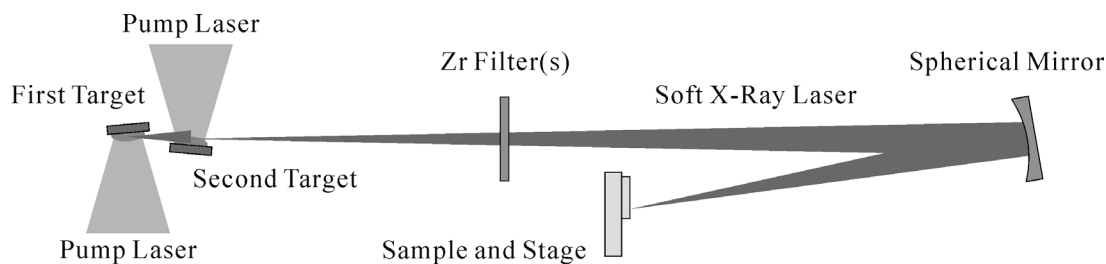 Pump Laser
Zr Filter(s)
Spherical Mirror
First Target
Soft X-Ray Laser
Second Target
Pump Laser
Sample and Stage